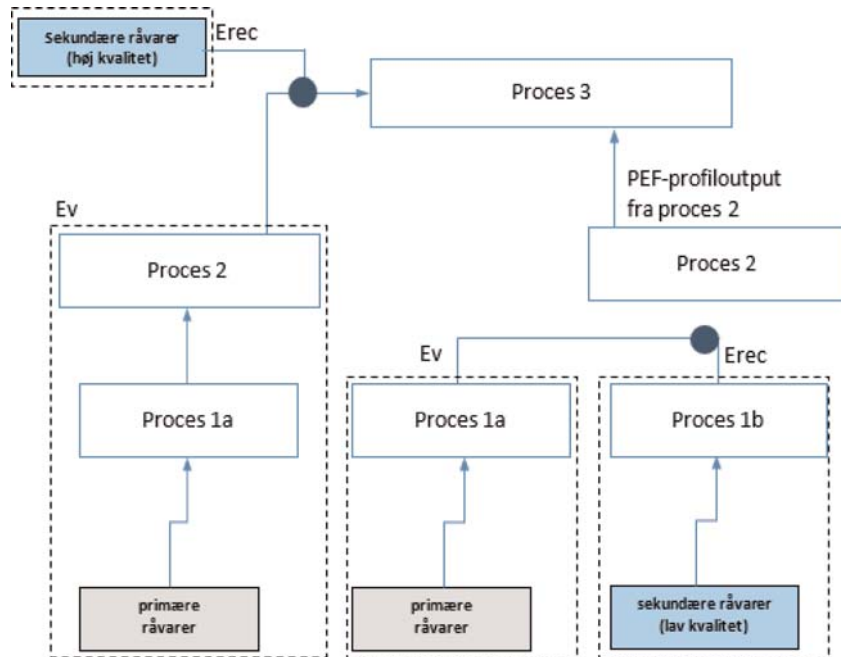 Sekundære råvarer
(høj kvalitet)
Erec
Proces 3
PEF-profiloutput
fra proces 2
Ev
Proces 2
Proces 2
Ev
Erec
Proces 1a
Proces 1a
Proces 1b
primære
råvarer
primære
råvarer
sekundære råvarer
(lav kvalitet)